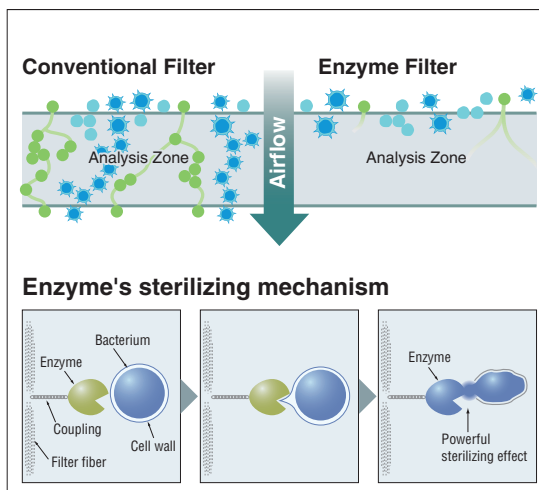 Conventional Filter
Enzyme Filter
Analysis Zone
Airflow
Analysis Zone
Enzyme's sterilizing mechanism
Bacterium
Enzyme
Coupling
Cell wall
Filter fiber
Enzyme
Powerful
sterilizing effect